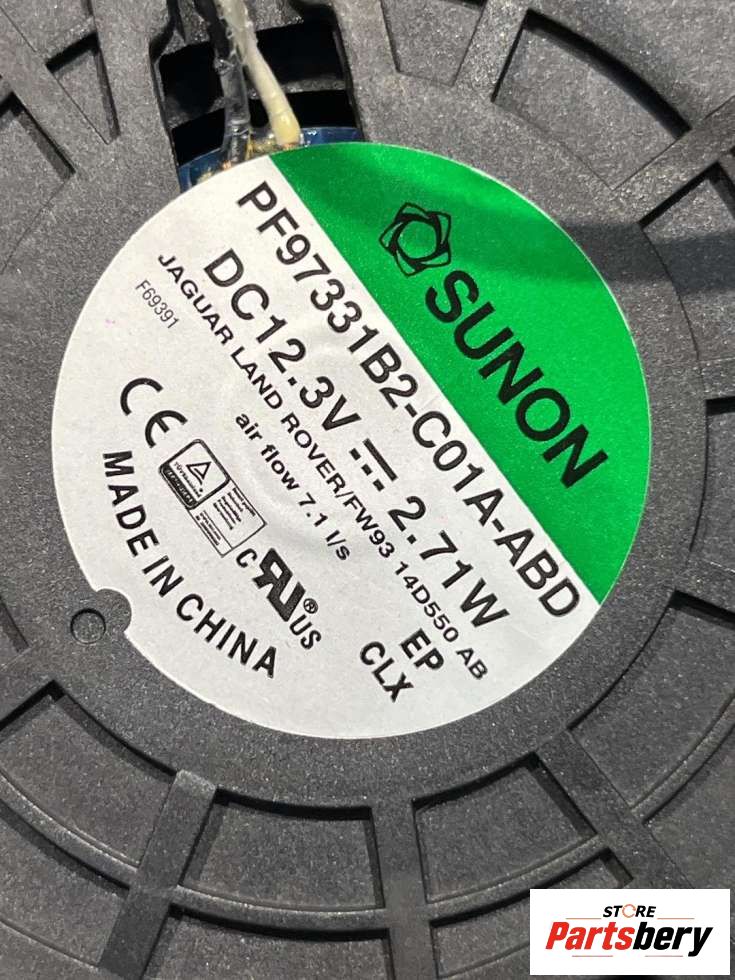 SUNON
PF97331B2-C01A-ABD
DC12.3V 2.71W
JAGUAR LAND ROVER/FW93 14D550 AB
F69391
air flow 7.1 l/s
EP
CLX
CE
c RU ® US
MADE IN CHINA
STORE
Partsbery